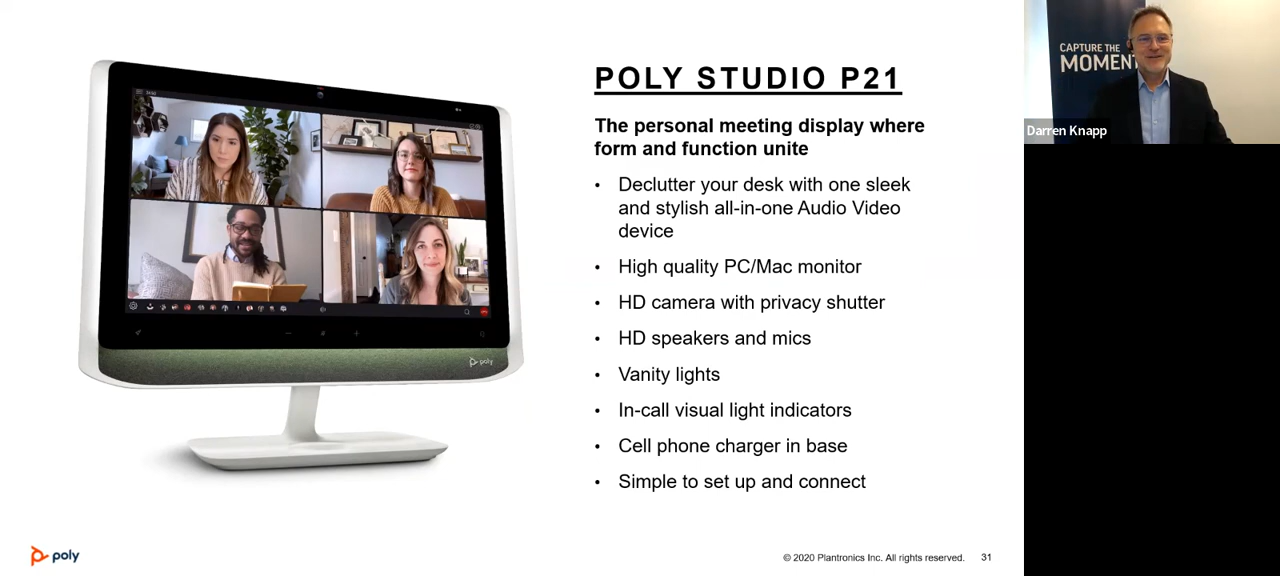 POLY STUDIO P21
The personal meeting display where
form and function unite
• Declutter your desk with one sleek
and stylish all-in-one Audio Video
device
• High quality PC/Mac monitor
• HD camera with privacy shutter
• HD speakers and mics
• Vanity lights
• In-call visual light indicators
• Cell phone charger in base
• Simple to set up and connect
poly
poly
© 2020 Plantronics Inc. All rights reserved. 31
CAPTURE THE
MOMENT
Darren Knapp